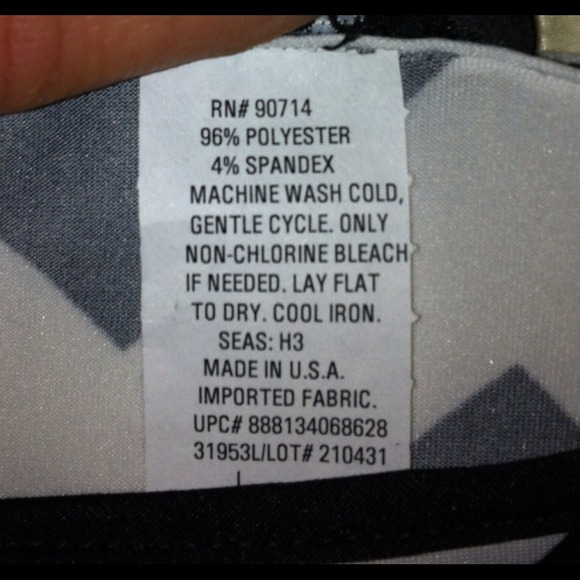 RN# 90714
96% POLYESTER
4% SPANDEX
MACHINE WASH COLD,
GENTLE CYCLE. ONLY
NON-CHLORINE BLEACH
IF NEEDED. LAY FLAT
TO DRY. COOL IRON.
SEAS: H3
MADE IN U.S.A.
IMPORTED FABRIC.
UPC# 888134068628
31953L/LOT# 210431